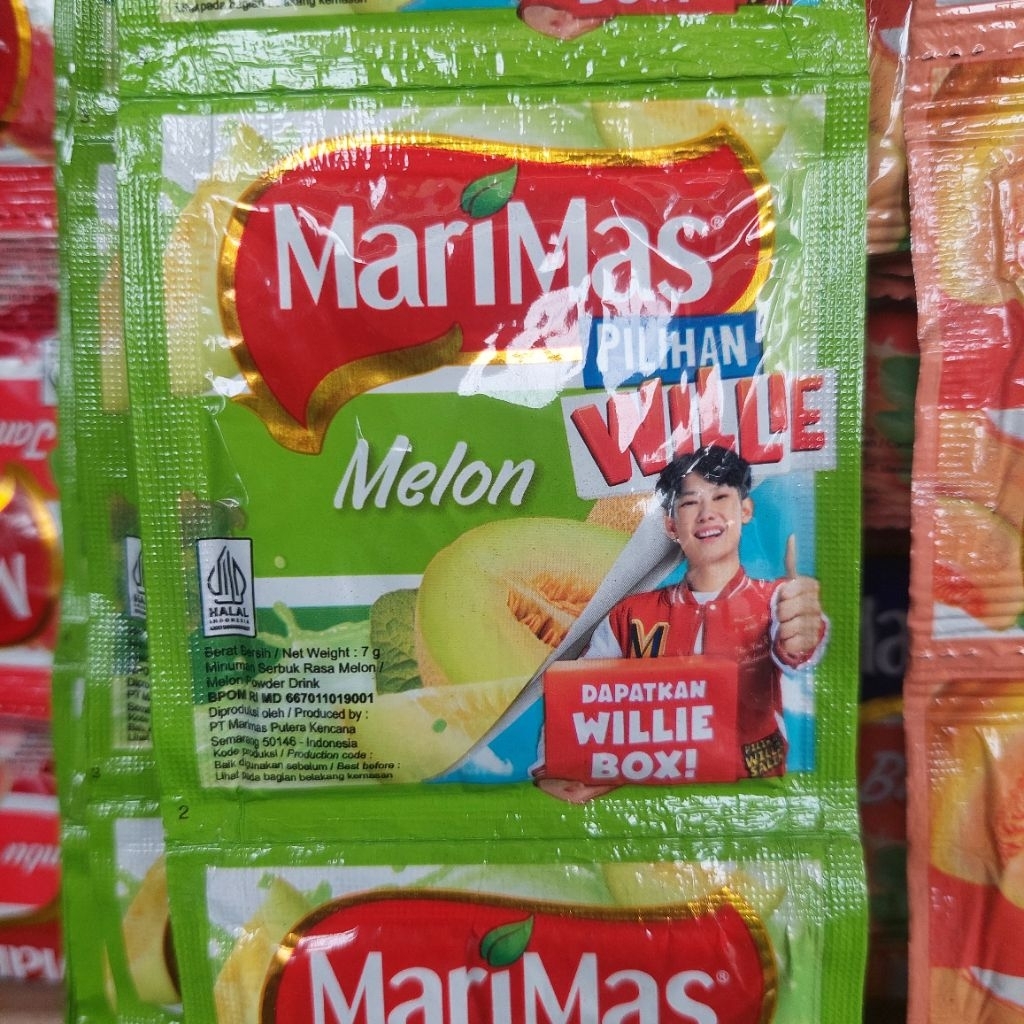 MariMas®
PILIHAN
WILLIE
Melon
HALAL
INDONESIA
Berat Bersih / Net Weight : 7 g
Minuman Serbuk Rasa Melon /
Melon Powder Drink
BPOM RI MD 667011019001
Diproduksi oleh / Produced by :
PT Marimas Putera Kencana
Semarang 50146 - Indonesia
Kode produksi / Production code :
Baik digunakan sebelum / Best before :
Lihat pada bagian belakang kemasan
M
DAPATKAN
WILLIE
BOX!
2
MariMas®